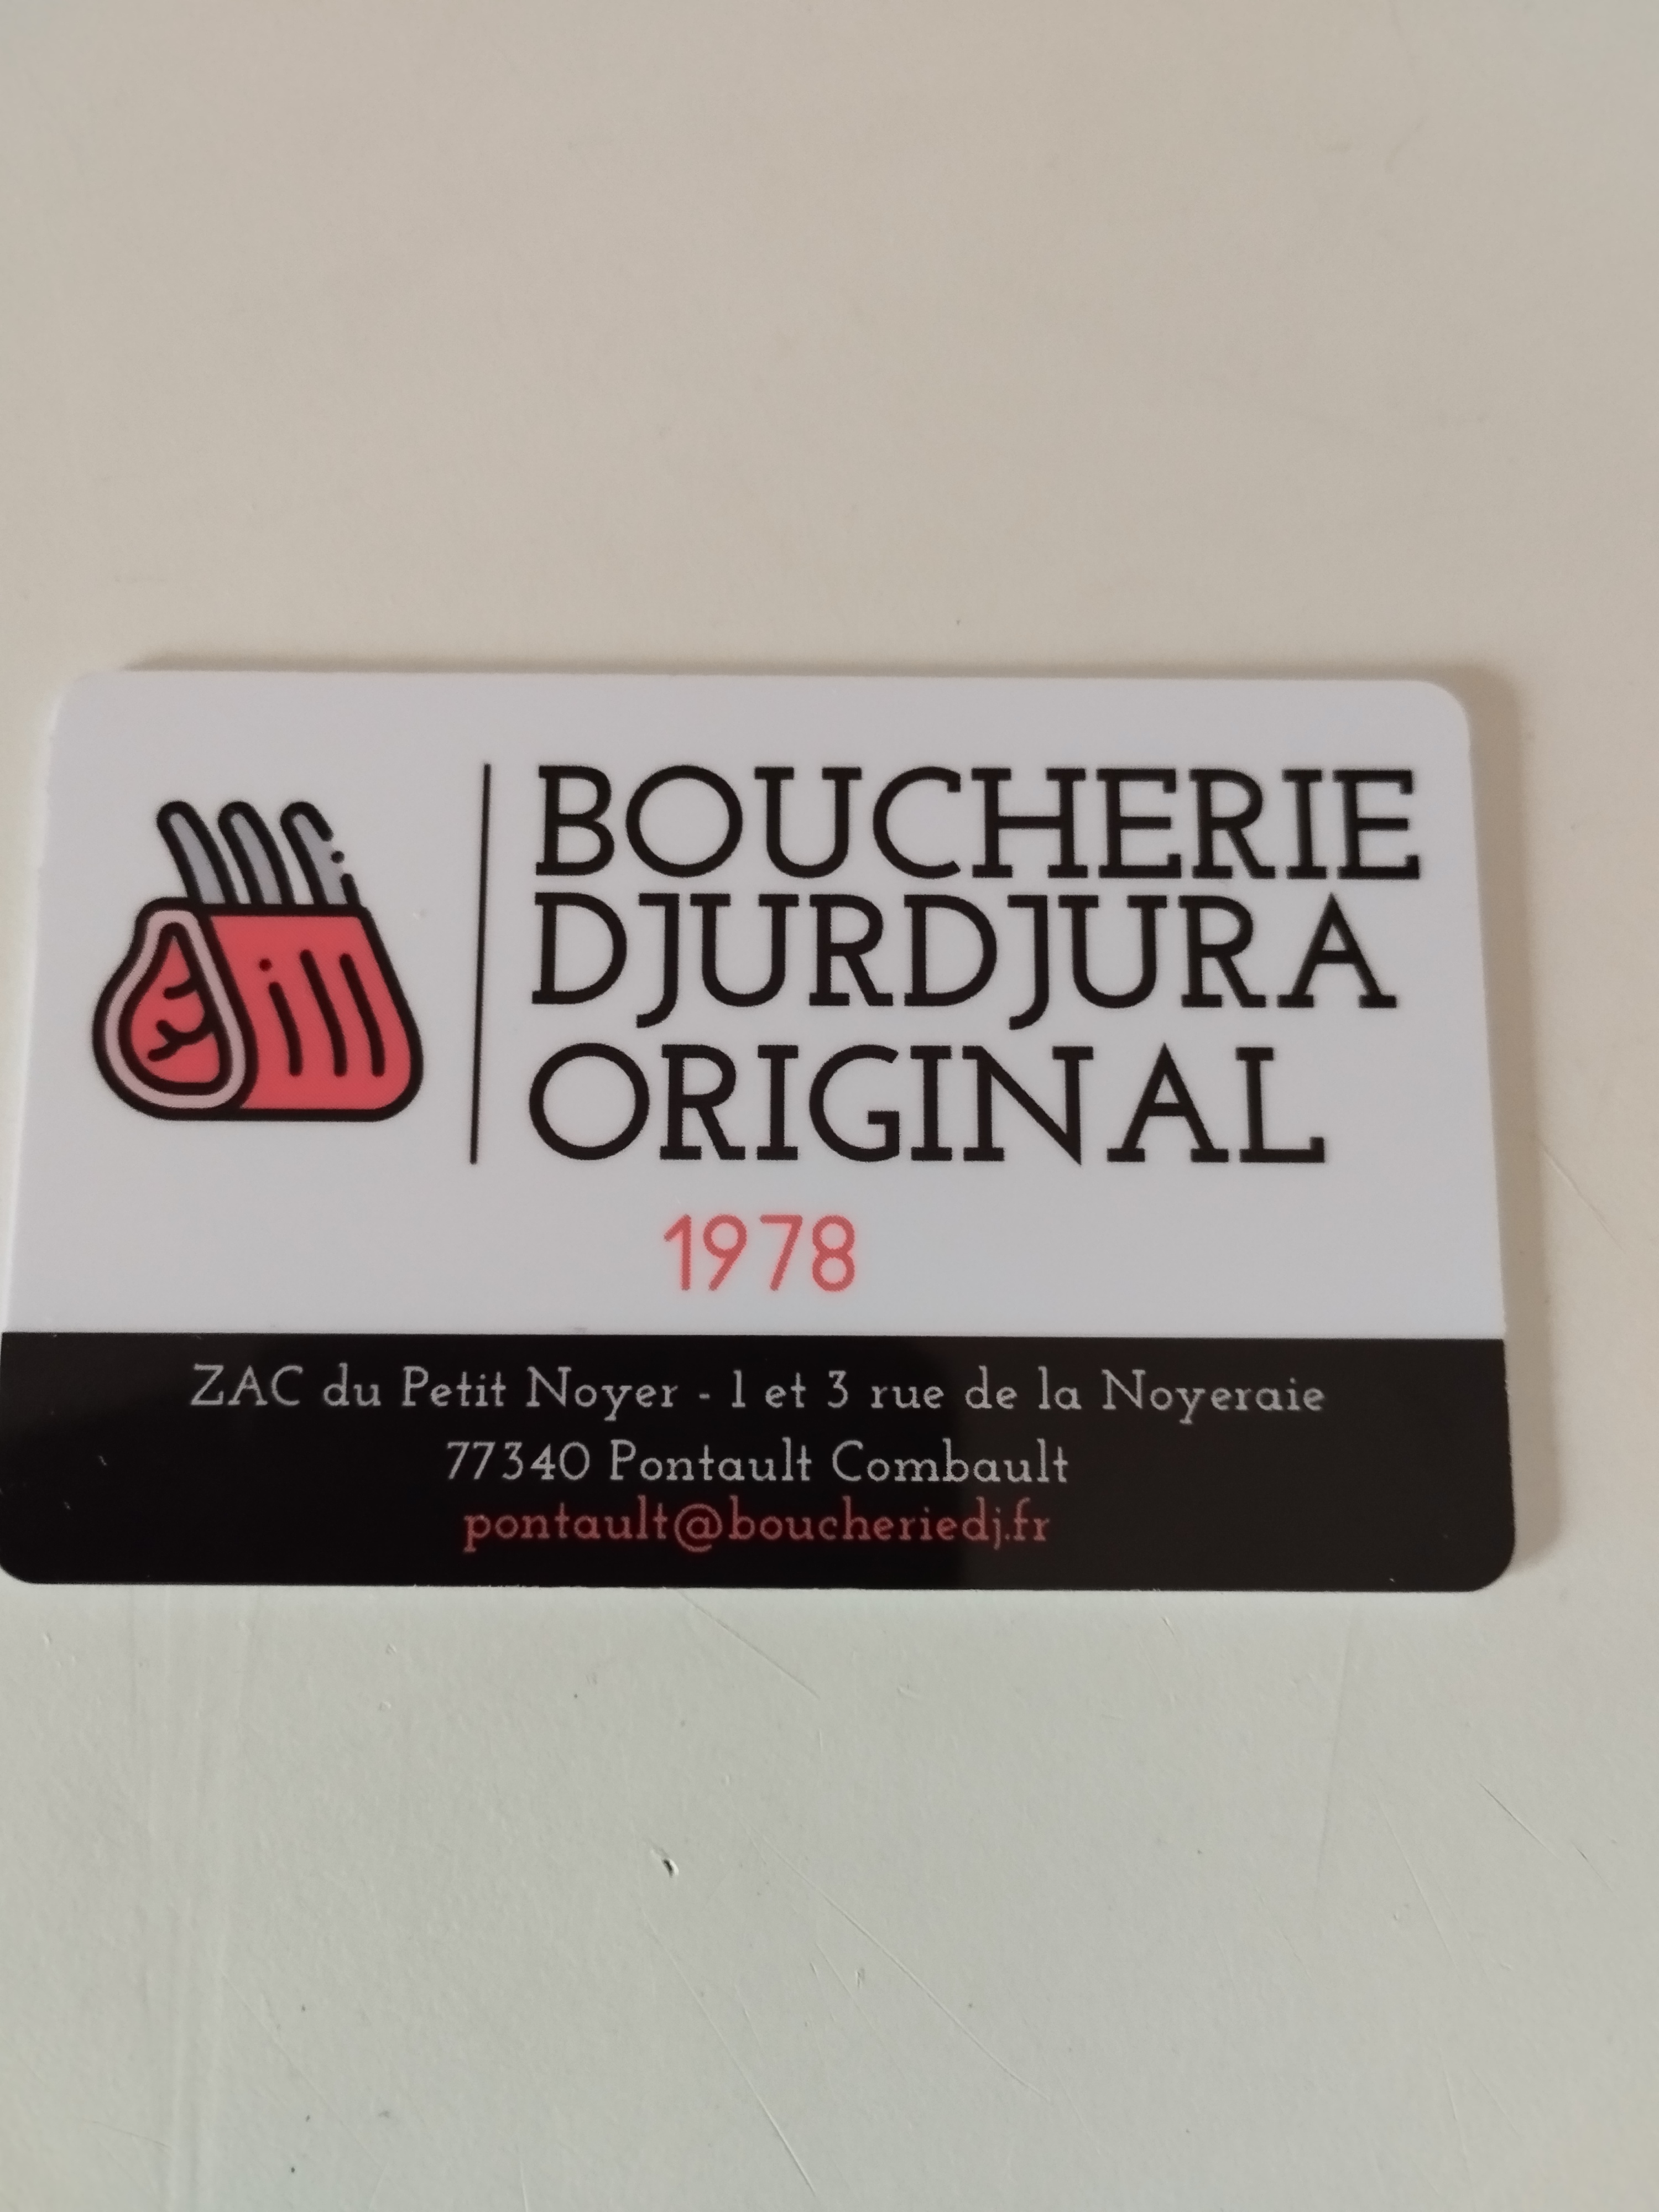 BOUCHERIE
DJURDJURA
ORIGINAL
1978
ZAC du Petit Noyer - 1 et 3 rue de la Noyeraie
77340 Pontault Combault
pontault@boucheriedj.fr